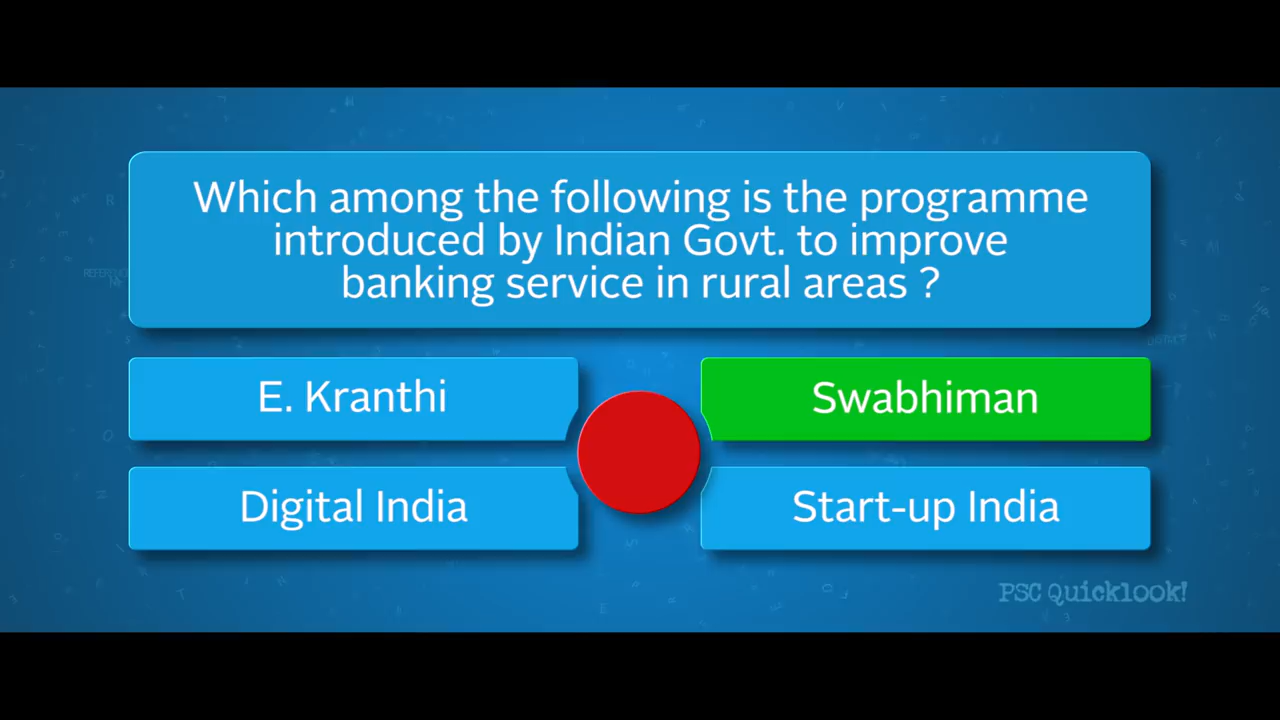 Which among the following is the programme
introduced by Indian Govt. to improve
banking service in rural areas ?
E. Kranthi
Swabhiman
Digital India
Start-up India
PSC Quicklook!